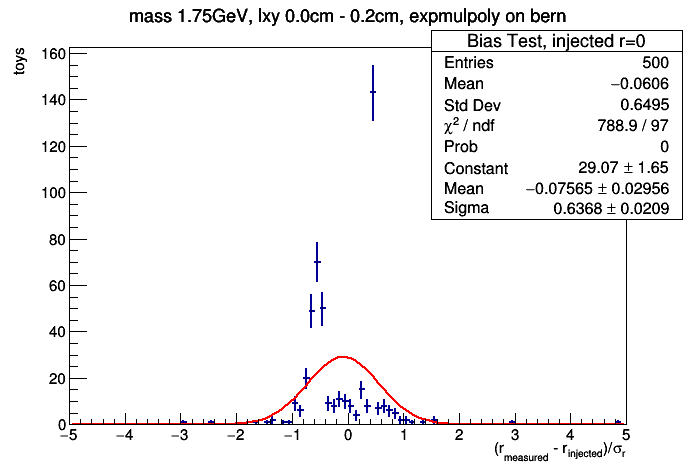 mass 1.75GeV, lxy 0.0cm - 0.2cm, expmulpoly on bern
Bias Test, injected r=0
Entries 500
Mean −0.0606
Std Dev 0.6495
χ² / ndf 788.9 / 97
Prob 0
Constant 29.07 ± 1.65
Mean −0.07565 ± 0.02956
Sigma 0.6368 ± 0.0209
toys
160
140
120
100
80
60
40
20
0
−5 −4 −3 −2 −1 0 1 2 3 4 5
(r_measured - r_injected)/σ_r